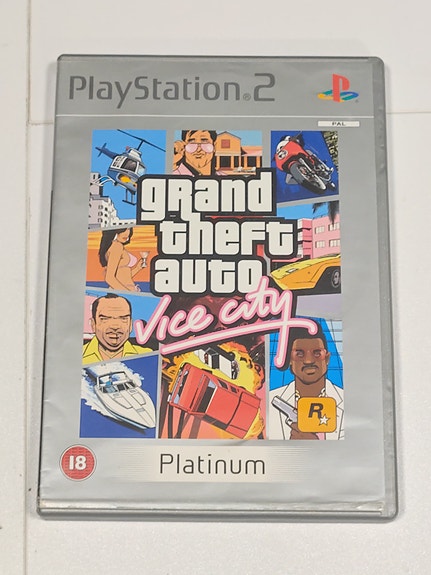 PlayStation®2
PAL
grand
theft
auto
Vice City
R★
18
Platinum